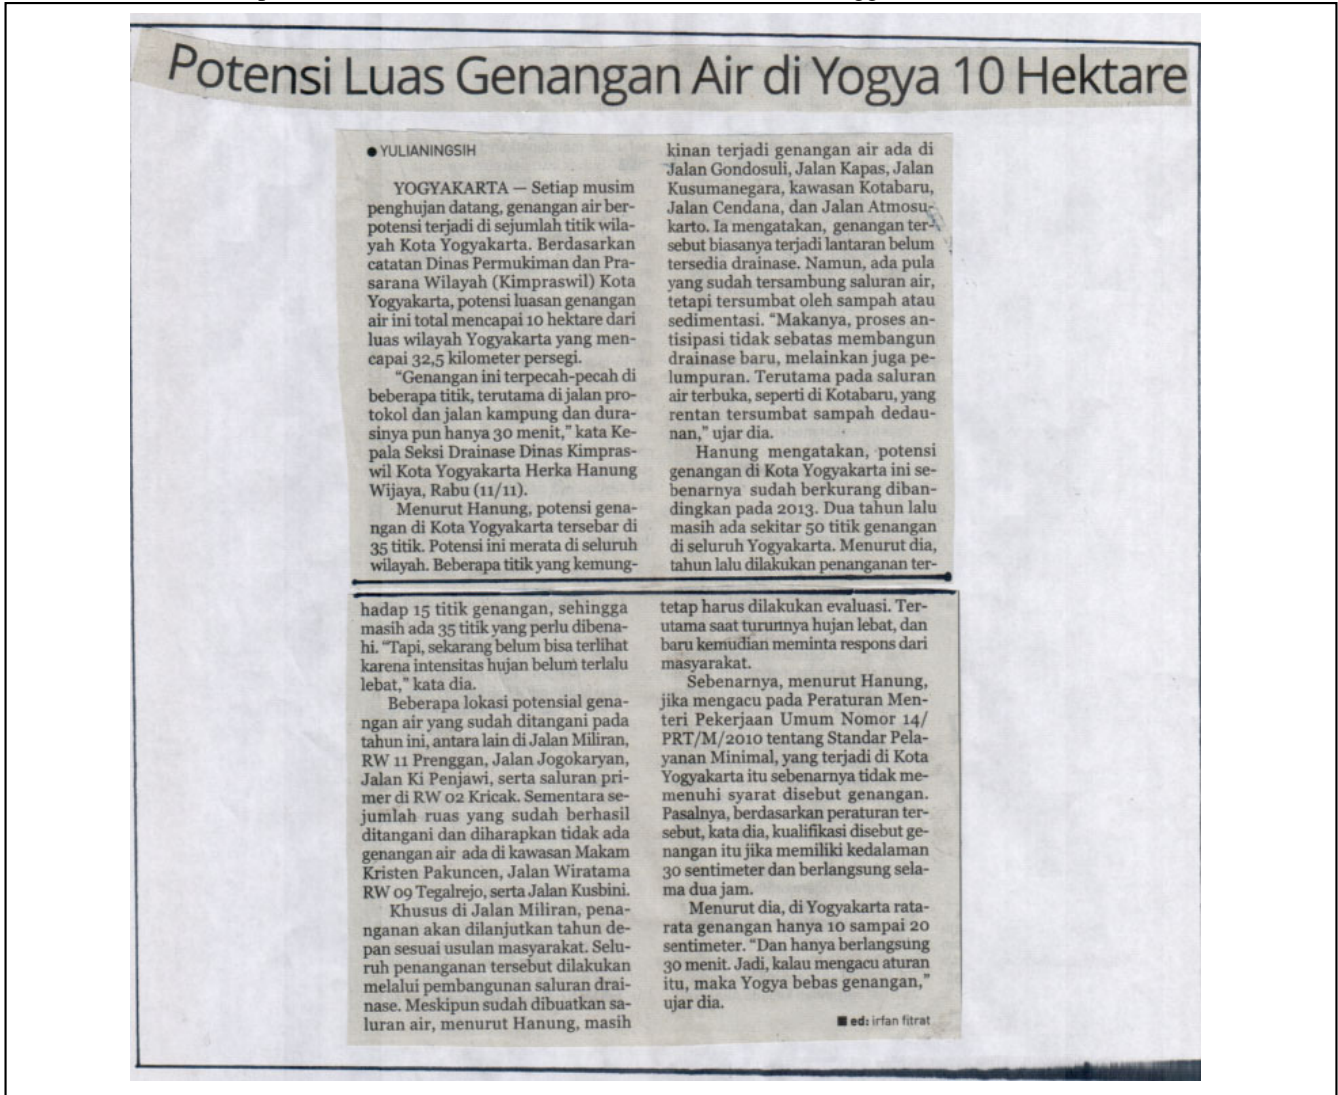 Potensi Luas Genangan Air di Yogya 10 Hektare
● YULIANINGSIH
YOGYAKARTA — Setiap musim
penghujan datang, genangan air ber-
potensi terjadi di sejumlah titik wila-
yah Kota Yogyakarta. Berdasarkan
catatan Dinas Permukiman dan Pra-
sarana Wilayah (Kimpraswil) Kota
Yogyakarta, potensi luasan genangan
air ini total mencapai 10 hektare dari
luas wilayah Yogyakarta yang men-
capai 32,5 kilometer persegi.
“Genangan ini terpecah-pecah di
beberapa titik, terutama di jalan pro-
tokol dan jalan kampung dan dura-
sinya pun hanya 30 menit,” kata Ke-
pala Seksi Drainase Dinas Kimpras-
wil Kota Yogyakarta Herka Hanung
Wijaya, Rabu (11/11).
Menurut Hanung, potensi gena-
ngan di Kota Yogyakarta tersebar di
35 titik. Potensi ini merata di seluruh
wilayah. Beberapa titik yang kemung-
kinan terjadi genangan air ada di
Jalan Gondosuli, Jalan Kapas, Jalan
Kusumanegara, kawasan Kotabaru,
Jalan Cendana, dan Jalan Atmosu-
karto. Ia mengatakan, genangan ter-
sebut biasanya terjadi lantaran belum
tersedia drainase. Namun, ada pula
yang sudah tersambung saluran air,
tetapi tersumbat oleh sampah atau
sedimentasi. “Makanya, proses an-
tisipasi tidak sebatas membangun
drainase baru, melainkan juga pe-
lumpuran. Terutama pada saluran
air terbuka, seperti di Kotabaru, yang
rentan tersumbat sampah dedau-
nan,” ujar dia.
Hanung mengatakan, potensi
genangan di Kota Yogyakarta ini se-
benarnya sudah berkurang diban-
dingkan pada 2013. Dua tahun lalu
masih ada sekitar 50 titik genangan
di seluruh Yogyakarta. Menurut dia,
tahun lalu dilakukan penanganan ter-
hadap 15 titik genangan, sehingga
masih ada 35 titik yang perlu dibena-
hi. “Tapi, sekarang belum bisa terlihat
karena intensitas hujan belum terlalu
lebat,” kata dia.
Beberapa lokasi potensial gena-
ngan air yang sudah ditangani pada
tahun ini, antara lain di Jalan Miliran,
RW 11 Prenggan, Jalan Jogokaryan,
Jalan Ki Penjawi, serta saluran pri-
mer di RW 02 Kricak. Sementara se-
jumlah ruas yang sudah berhasil
ditangani dan diharapkan tidak ada
genangan air ada di kawasan Makam
Kristen Pakuncen, Jalan Wiratama
RW 09 Tegalrejo, serta Jalan Kusbini.
Khusus di Jalan Miliran, pena-
nganan akan dilanjutkan tahun de-
pan sesuai usulan masyarakat. Selu-
ruh penanganan tersebut dilakukan
melalui pembangunan saluran drai-
nase. Meskipun sudah dibuatkan sa-
luran air, menurut Hanung, masih
tetap harus dilakukan evaluasi. Ter-
utama saat turunnya hujan lebat, dan
baru kemudian meminta respons dari
masyarakat.
Sebenarnya, menurut Hanung,
jika mengacu pada Peraturan Men-
teri Pekerjaan Umum Nomor 14/
PRT/M/2010 tentang Standar Pela-
yanan Minimal, yang terjadi di Kota
Yogyakarta itu sebenarnya tidak me-
menuhi syarat disebut genangan.
Pasalnya, berdasarkan peraturan ter-
sebut, kata dia, kualifikasi disebut ge-
nangan itu jika memiliki kedalaman
30 sentimeter dan berlangsung sela-
ma dua jam.
Menurut dia, di Yogyakarta rata-
rata genangan hanya 10 sampai 20
sentimeter. “Dan hanya berlangsung
30 menit. Jadi, kalau mengacu aturan
itu, maka Yogya bebas genangan,”
ujar dia.
■ ed: irfan fitrat